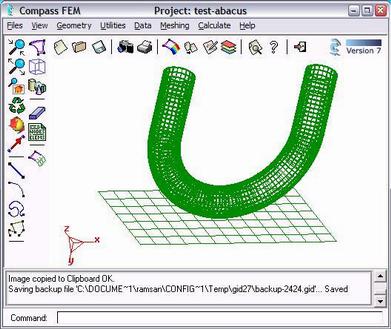 Compass FEM Project: test-abacus
Files View Geometry Utilities Data Meshing Calculate Help
Version 7
z
x
y
Image copied to Clipboard OK.
Saving backup file 'C:\DOCUME~1\ramsan\CONFIG~1\Temp\gid27\backup-2424.gid'... Saved
Command: